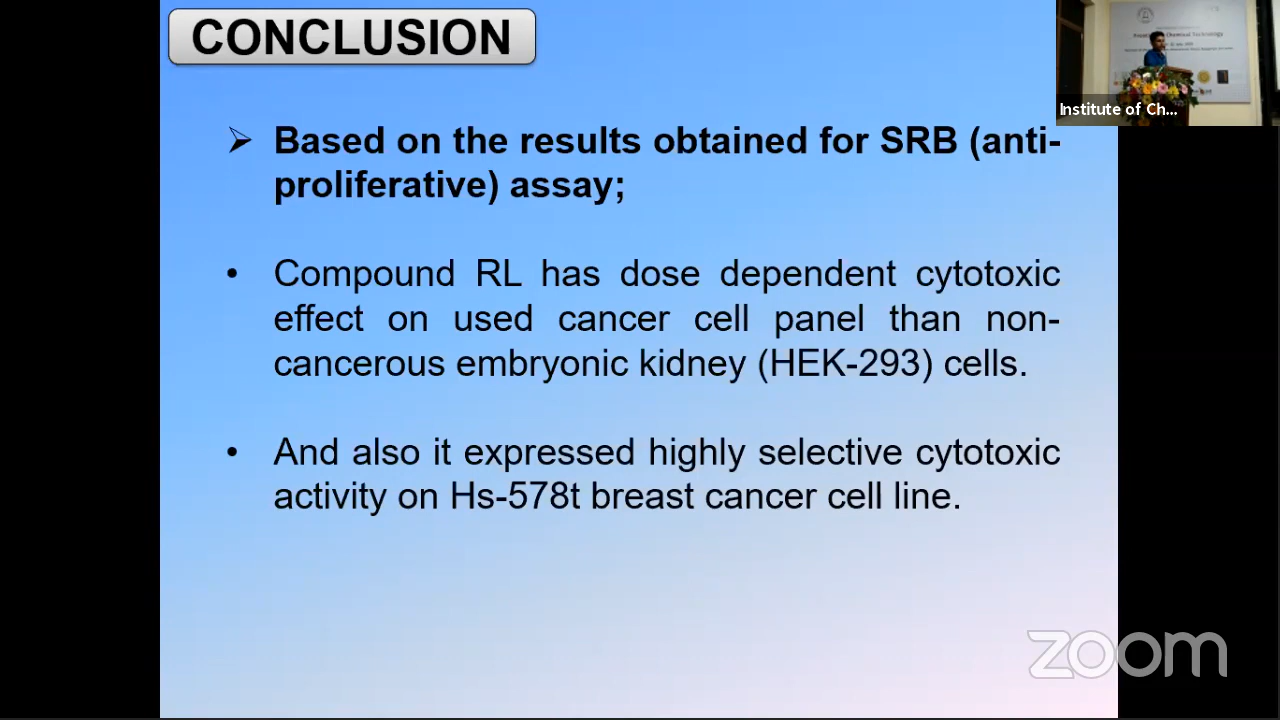 CONCLUSION
Institute of Ch...
➢ Based on the results obtained for SRB (anti-
proliferative) assay;
• Compound RL has dose dependent cytotoxic
effect on used cancer cell panel than non-
cancerous embryonic kidney (HEK-293) cells.
• And also it expressed highly selective cytotoxic
activity on Hs-578t breast cancer cell line.
zoom